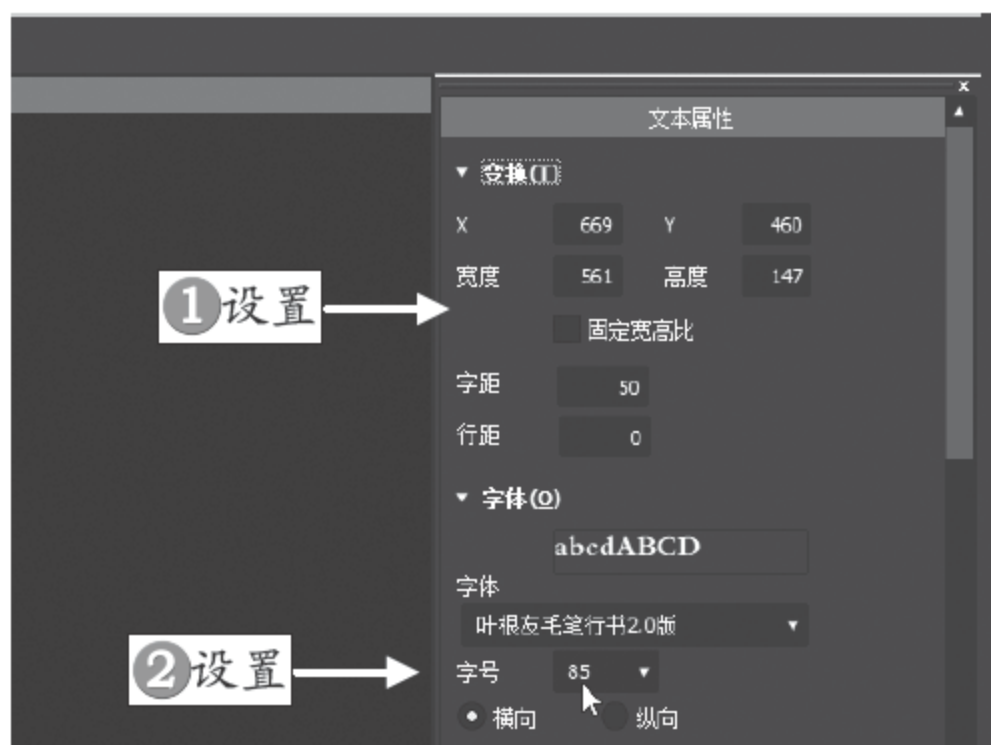 文本属性
变换(T)
X 669 Y 460
宽度 561 高度 147
1 设置
固定宽高比
字距 50
行距 0
字体(O)
abcdABCD
字体
叶根友毛笔行书2.0版
2 设置
字号 85
横向 纵向